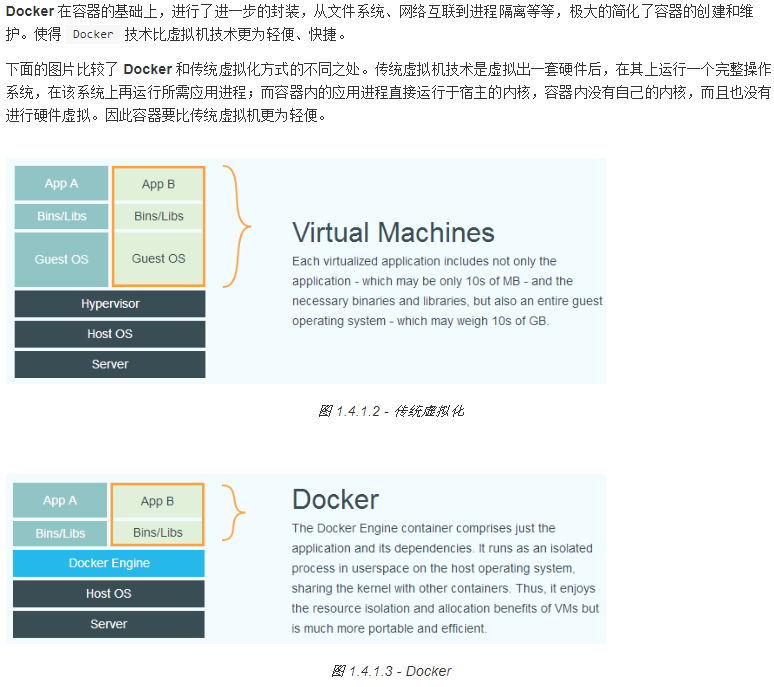 Docker 在容器的基础上，进行了进一步的封装，从文件系统、网络互联到进程隔离等等，极大的简化了容器的创建和维
护。使得 Docker 技术比虚拟机技术更为轻便、快捷。
下面的图片比较了 Docker 和传统虚拟化方式的不同之处。传统虚拟机技术是虚拟出一套硬件后，在其上运行一个完整操作
系统，在该系统上再运行所需应用进程；而容器内的应用进程直接运行于宿主的内核，容器内没有自己的内核，而且也没有
进行硬件虚拟。因此容器要比传统虚拟机更为轻便。
App A
App B
Bins/Libs
Bins/Libs
Guest OS
Guest OS
Hypervisor
Host OS
Server
Virtual Machines
Each virtualized application includes not only the
application - which may be only 10s of MB - and the
necessary binaries and libraries, but also an entire guest
operating system - which may weigh 10s of GB.
图 1.4.1.2 - 传统虚拟化
App A
App B
Bins/Libs
Bins/Libs
Docker Engine
Host OS
Server
Docker
The Docker Engine container comprises just the
application and its dependencies. It runs as an isolated
process in userspace on the host operating system,
sharing the kernel with other containers. Thus, it enjoys
the resource isolation and allocation benefits of VMs but
is much more portable and efficient.
图 1.4.1.3 - Docker